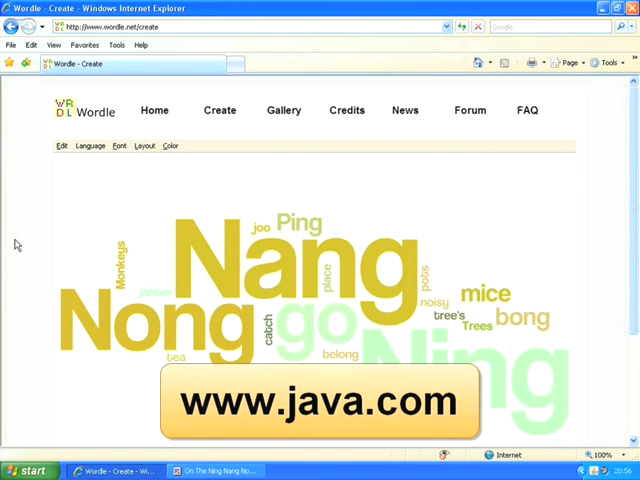 Wordle - Create - Windows Internet Explorer
http://www.wordle.net/create
Google
File Edit View Favorites Tools Help
Wordle - Create
Page Tools
WRDL Wordle Home Create Gallery Credits News Forum FAQ
Edit Language Font Layout Color
joo Ping
Nang
Monkeys
place
pots
jabber
mice
noisy
Nong
catch
go
tree's
Trees
bong
tea
belong
Ning
www.java.com
Internet 100%
start Wordle - Create - Wi... On The Ning Nang No... 20:56